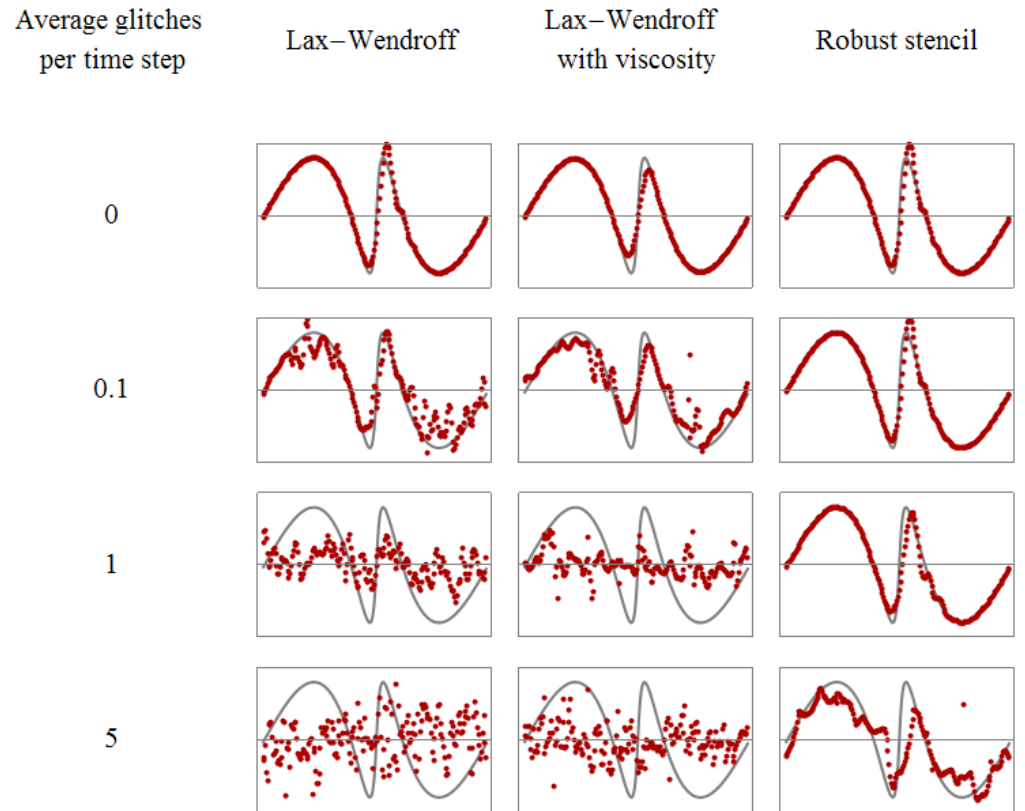 Average glitches
per time step
Lax–Wendroff
Lax–Wendroff
with viscosity
Robust stencil
0
0.1
1
5